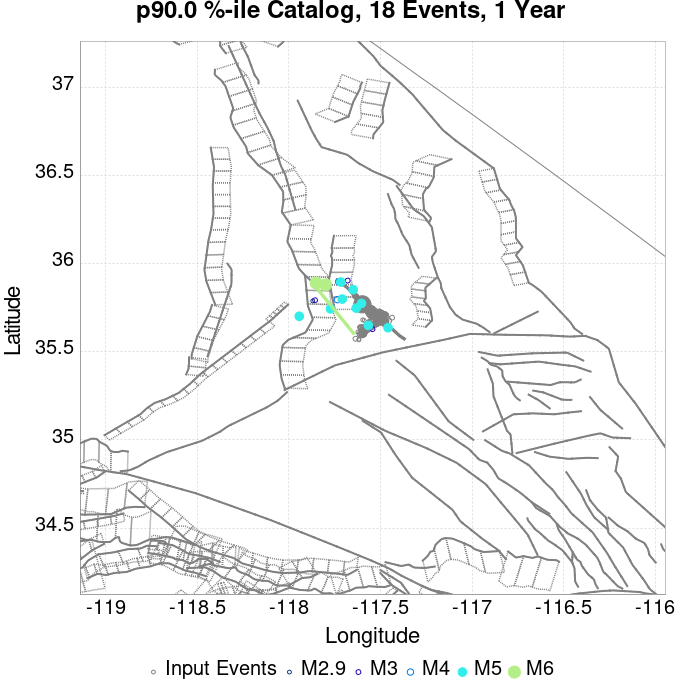 p90.0 %-ile Catalog, 18 Events, 1 Year
37
36.5
36
35.5
35
34.5
Latitude
-119 -118.5 -118 -117.5 -117 -116.5 -116
Longitude
Input Events M2.9 M3 M4 M5 M6